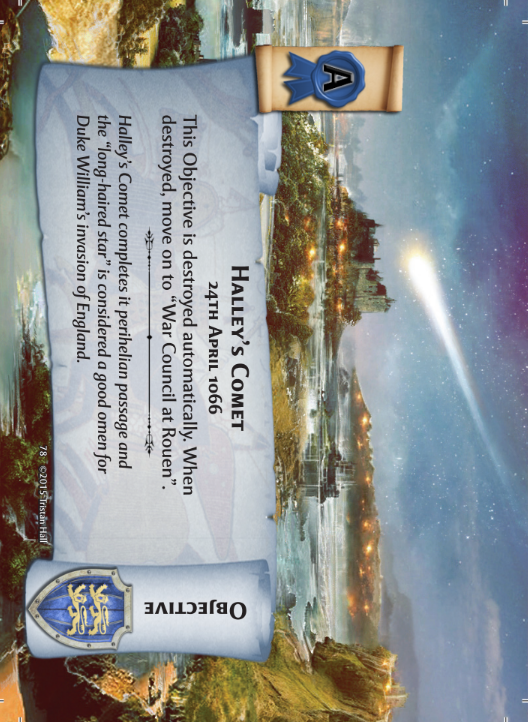 A
HALLEY'S COMET
24TH APRIL 1066
This Objective is destroyed automatically. When
destroyed, move on to "War Council at Rouen".
Halley's Comet completes it perihelian passage and
the "long-haired star" is considered a good omen for
Duke William's invasion of England.
78 ©2015 Tristan Hall
OBJECTIVE